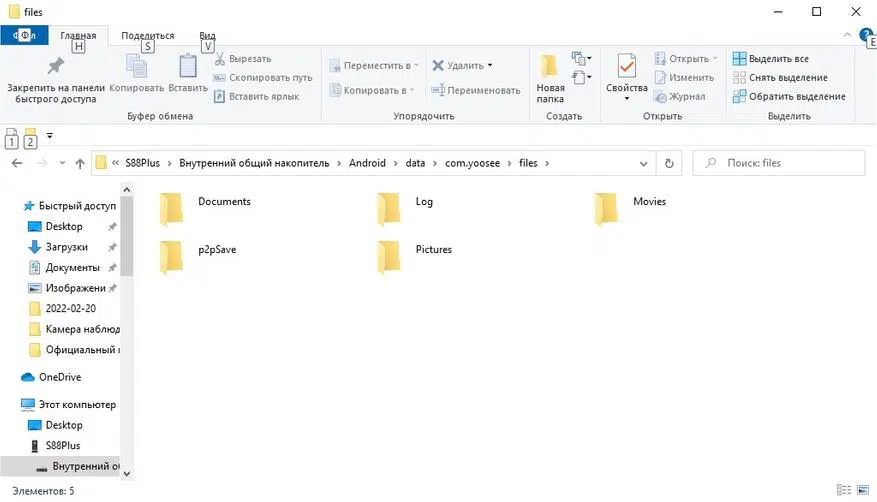 files
Файл
Ф
Главная
H
Поделиться
S
Вид
V
E
Закрепить на панели
быстрого доступа
Копировать
Вставить
Вырезать
Скопировать путь
Вставить ярлык
Буфер обмена
Переместить в
Копировать в
Удалить
Переименовать
Упорядочить
Новая
папка
Создать
Свойства
Открыть
Изменить
Журнал
Открыть
Выделить все
Снять выделение
Обратить выделение
Выделить
1
2
« S88Plus > Внутренний общий накопитель > Android > data > com.yoosee > files >
Поиск: files
Быстрый доступ
Desktop
Загрузки
Документы
Изображени
2022-02-20
Камера наблюд
Официальный
OneDrive
Этот компьютер
Desktop
S88Plus
Внутренний об
Documents
Log
Movies
p2pSave
Pictures
Элементов: 5